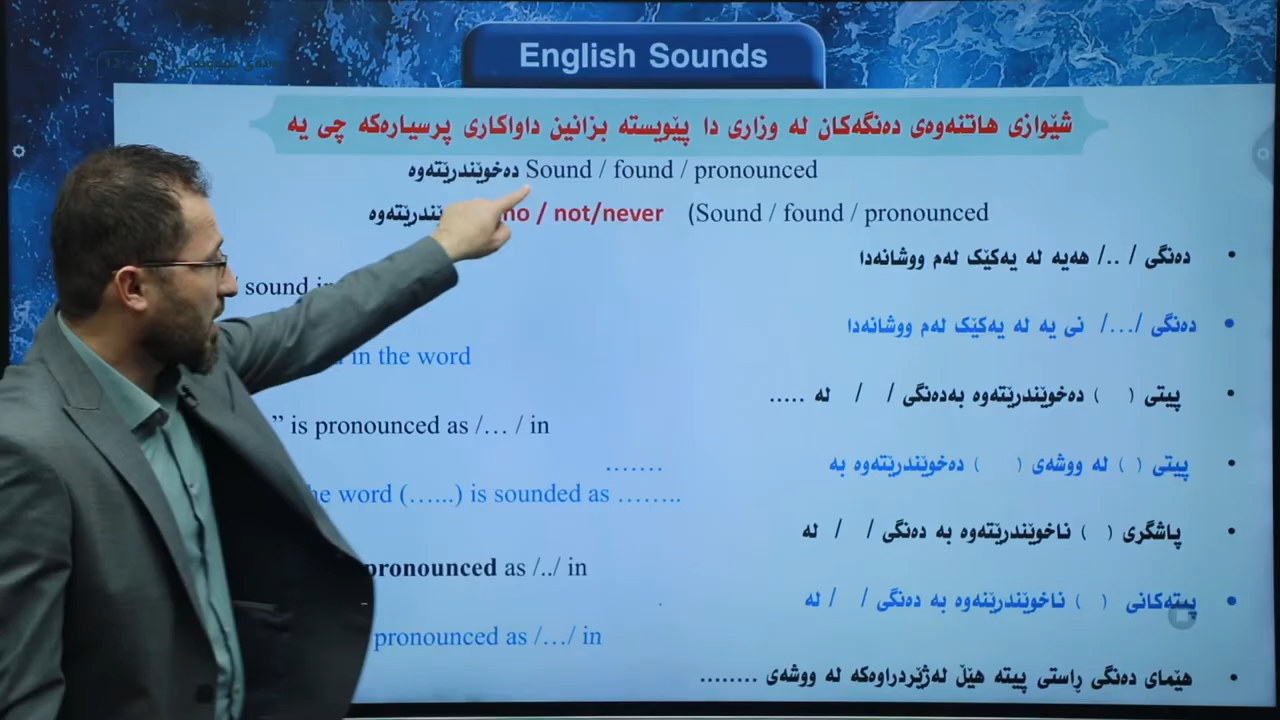 English Sounds
شێوازی هاتنەوەی دەنگەکان لە وزاری دا پێویستە بزانین داواکاری پرسیارەکە چی یە
دەخوێندرێتەوە Sound / found / pronounced
no / not/never (Sound / found / pronounced
دەنگی /../ هەیە لە یەکێک لەم ووشانەدا
sound
دەنگی /.../ نی یە لە یەکێک لەم ووشانەدا
in the word
پیتی ( ) دەخوێندرێتەوە بەدەنگی / / لە .....
” is pronounced as /… / in
پیتی ( ) لە ووشەی ( ) دەخوێندرێتەوە بە .......
the word (…...) is sounded as ……..
پاشگری ( ) ناخوێندرێتەوە بە دەنگی / / لە
pronounced as /../ in
پیتەکانی ( ) ناخوێندرێنەوە بە دەنگی / / لە
pronounced as /…/ in
هێمای دەنگی ڕاستی پیتە هێڵ لەژێردراوەکە لە ووشەی ........